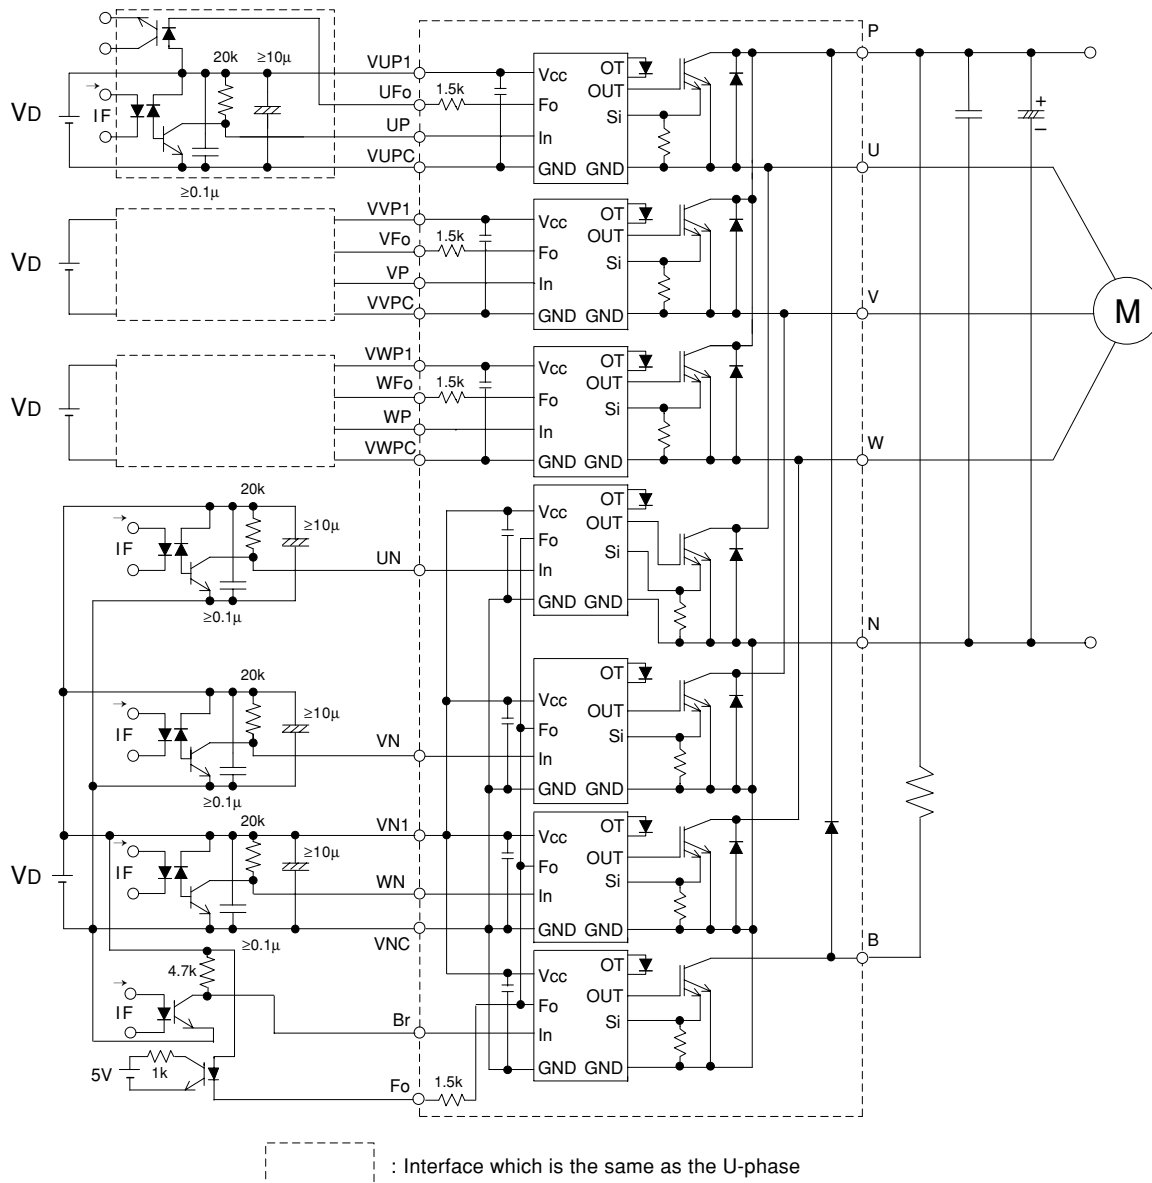 P
20k ≥10µ
VUP1
Vcc OT
OUT
UFo 1.5k
Fo
Si
VD
IF
UP
In
+
–
VUPC
GND GND
U
≥0.1µ
VVP1
Vcc OT
OUT
VFo 1.5k
Fo
Si
VD
VP
In
VVPC
GND GND
V
M
VWP1
Vcc OT
OUT
WFo 1.5k
Fo
Si
VD
WP
In
VWPC
GND GND
W
20k
≥10µ
IF
Vcc OT
OUT
Fo
Si
UN
In
GND GND
≥0.1µ
N
20k
≥10µ
IF
Vcc
OT
OUT
Fo
Si
VN
In
GND GND
≥0.1µ
20k
≥10µ
VN1
Vcc OT
OUT
IF
Fo
Si
VD
WN
In
VNC
GND GND
≥0.1µ
B
4.7k
Vcc OT
OUT
IF
Fo
Si
Br
In
GND GND
5V
1k
Fo 1.5k
: Interface which is the same as the U-phase